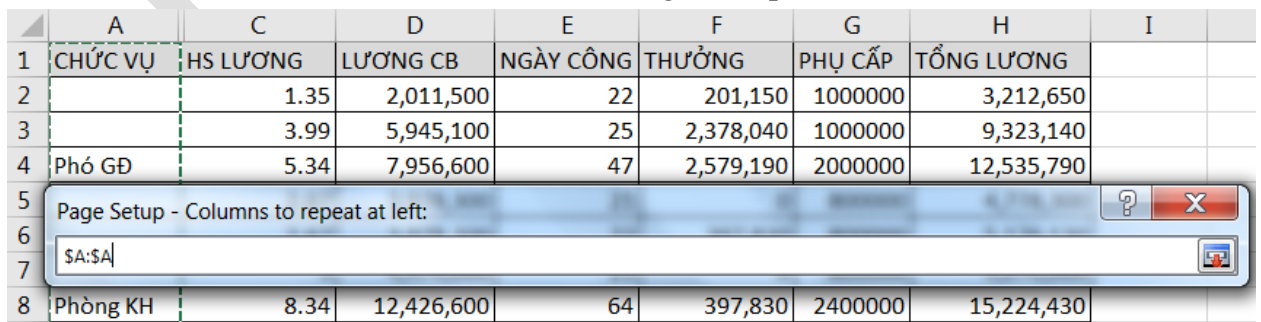 A C D E F G H I
1 CHỨC VỤ HS LƯƠNG LƯƠNG CB NGÀY CÔNG THƯỞNG PHỤ CẤP TỔNG LƯƠNG
2 1.35 2,011,500 22 201,150 1000000 3,212,650
3 3.99 5,945,100 25 2,378,040 1000000 9,323,140
4 Phó GĐ 5.34 7,956,600 47 2,579,190 2000000 12,535,790
5
Page Setup - Columns to repeat at left:
6
$A:$A
7
8 Phòng KH 8.34 12,426,600 64 397,830 2400000 15,224,430